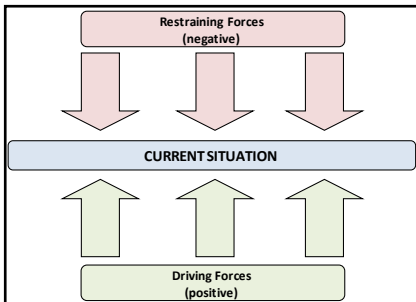 Restraining Forces
(negative)
CURRENT SITUATION
Driving Forces
(positive)